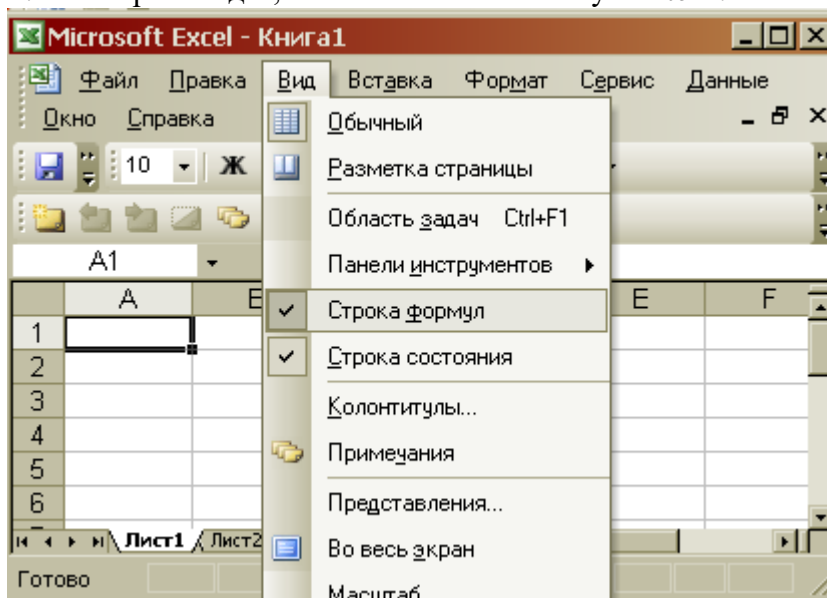 Microsoft Excel - Книга1
Файл Правка Вид Вставка Формат Сервис Данные
Окно Справка
Обычный
10 Ж
Разметка страницы
Область задач Ctrl+F1
A1
Панели инструментов
A E F
Строка формул
1
Строка состояния
2
3
Колонтитулы...
4
Примечания
5
6
Представления...
Лист1 Лист2
Во весь экран
Готово
Масштаб